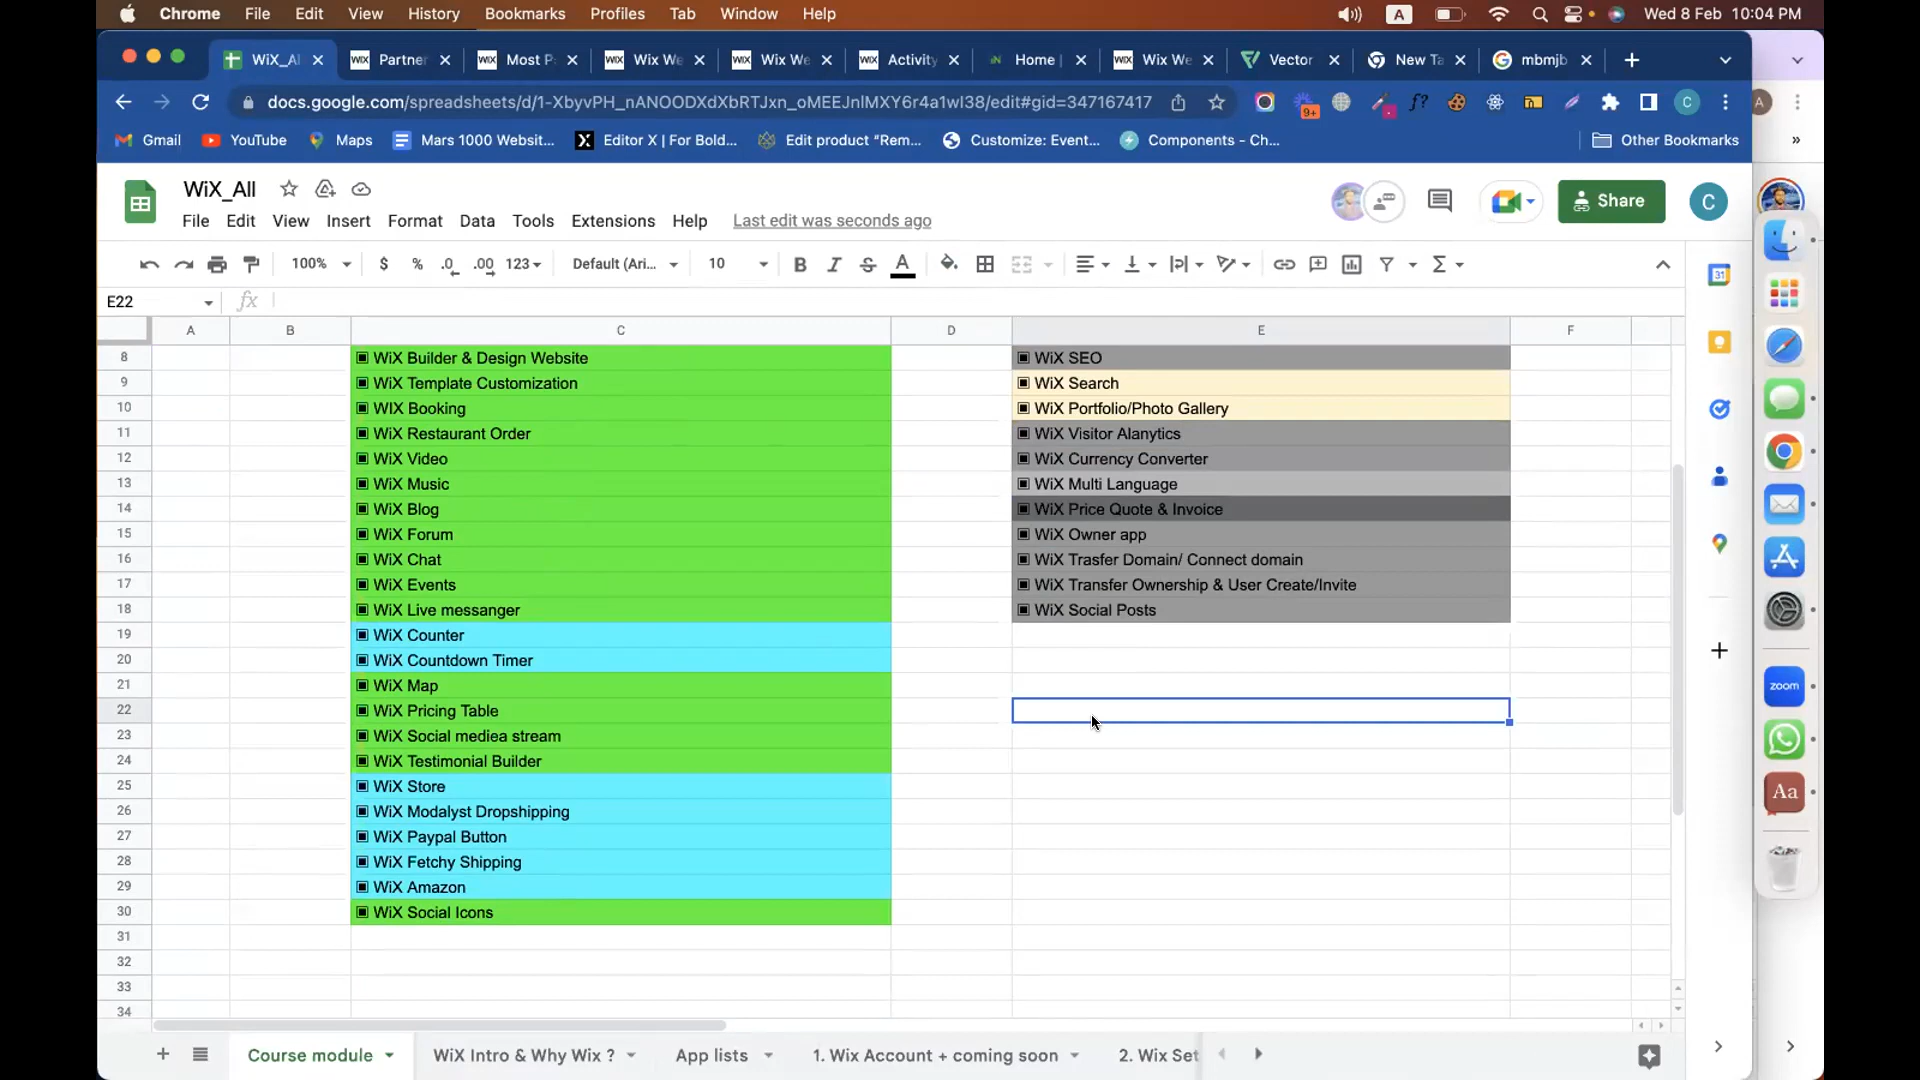 Chrome File Edit View History Bookmarks Profiles Tab Window Help A Wed 8 Feb 10:04 PM
WiX_Al Partner Most P Wix We Wix We Activity Home | Wix We Vector New Ta mbmjb
docs.google.com/spreadsheets/d/1-XbyvPH_nANOODXdXbRTJxn_oMEEJnlMXY6r4a1wI38/edit#gid=347167417 9+ f? C A
Gmail YouTube Maps Mars 1000 Websit... Editor X | For Bold... Edit product “Rem... Customize: Event... Components - Ch... Other Bookmarks »
WiX_All
File Edit View Insert Format Data Tools Extensions Help Last edit was seconds ago Share C
100% $ % .0 .00 123 Default (Ari... 10 B I S A Σ
E22 fx
A B C D E F
8 ▣ WiX Builder & Design Website ▣ WiX SEO
9 ▣ WiX Template Customization ▣ WiX Search
10 ▣ WIX Booking ▣ WiX Portfolio/Photo Gallery
11 ▣ WiX Restaurant Order ▣ WiX Visitor Alanytics
12 ▣ WiX Video ▣ WiX Currency Converter
13 ▣ WiX Music ▣ WiX Multi Language
14 ▣ WiX Blog ▣ WiX Price Quote & Invoice
15 ▣ WiX Forum ▣ WiX Owner app
16 ▣ WiX Chat ▣ WiX Trasfer Domain/ Connect domain
17 ▣ WiX Events ▣ WiX Transfer Ownership & User Create/Invite
18 ▣ WiX Live messanger ▣ WiX Social Posts
19 ▣ WiX Counter
20 ▣ WiX Countdown Timer
21 ▣ WiX Map
22 ▣ WiX Pricing Table
23 ▣ WiX Social mediea stream
24 ▣ WiX Testimonial Builder
25 ▣ WiX Store
26 ▣ WiX Modalyst Dropshipping
27 ▣ WiX Paypal Button
28 ▣ WiX Fetchy Shipping
29 ▣ WiX Amazon
30 ▣ WiX Social Icons
31
32
33
34
Course module WiX Intro & Why Wix ? App lists 1. Wix Account + coming soon 2. Wix Set
31
zoom
Aa